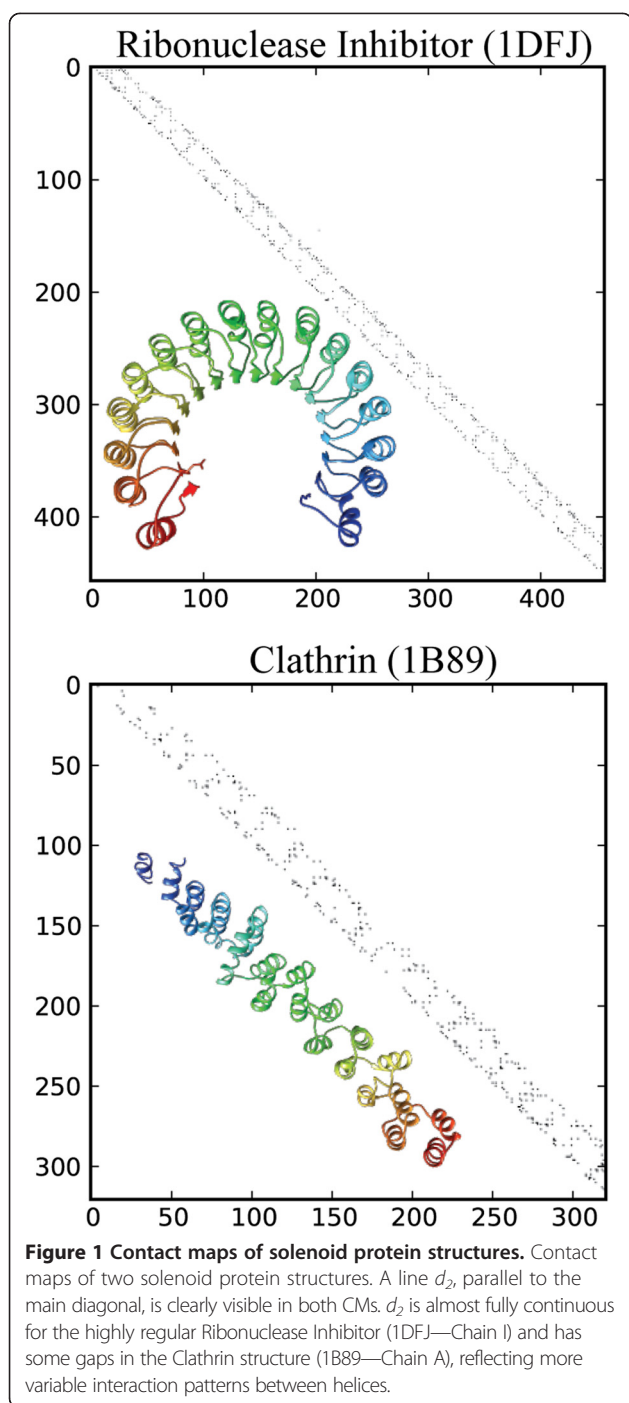 Ribonuclease Inhibitor (1DFJ)
0
100
200
300
400
0 100 200 300 400
Clathrin (1B89)
0
50
100
150
200
250
300
0 50 100 150 200 250 300
Figure 1 Contact maps of solenoid protein structures. Contact
maps of two solenoid protein structures. A line d2, parallel to the
main diagonal, is clearly visible in both CMs. d2 is almost fully continuous
for the highly regular Ribonuclease Inhibitor (1DFJ—Chain I) and has
some gaps in the Clathrin structure (1B89—Chain A), reflecting more
variable interaction patterns between helices.